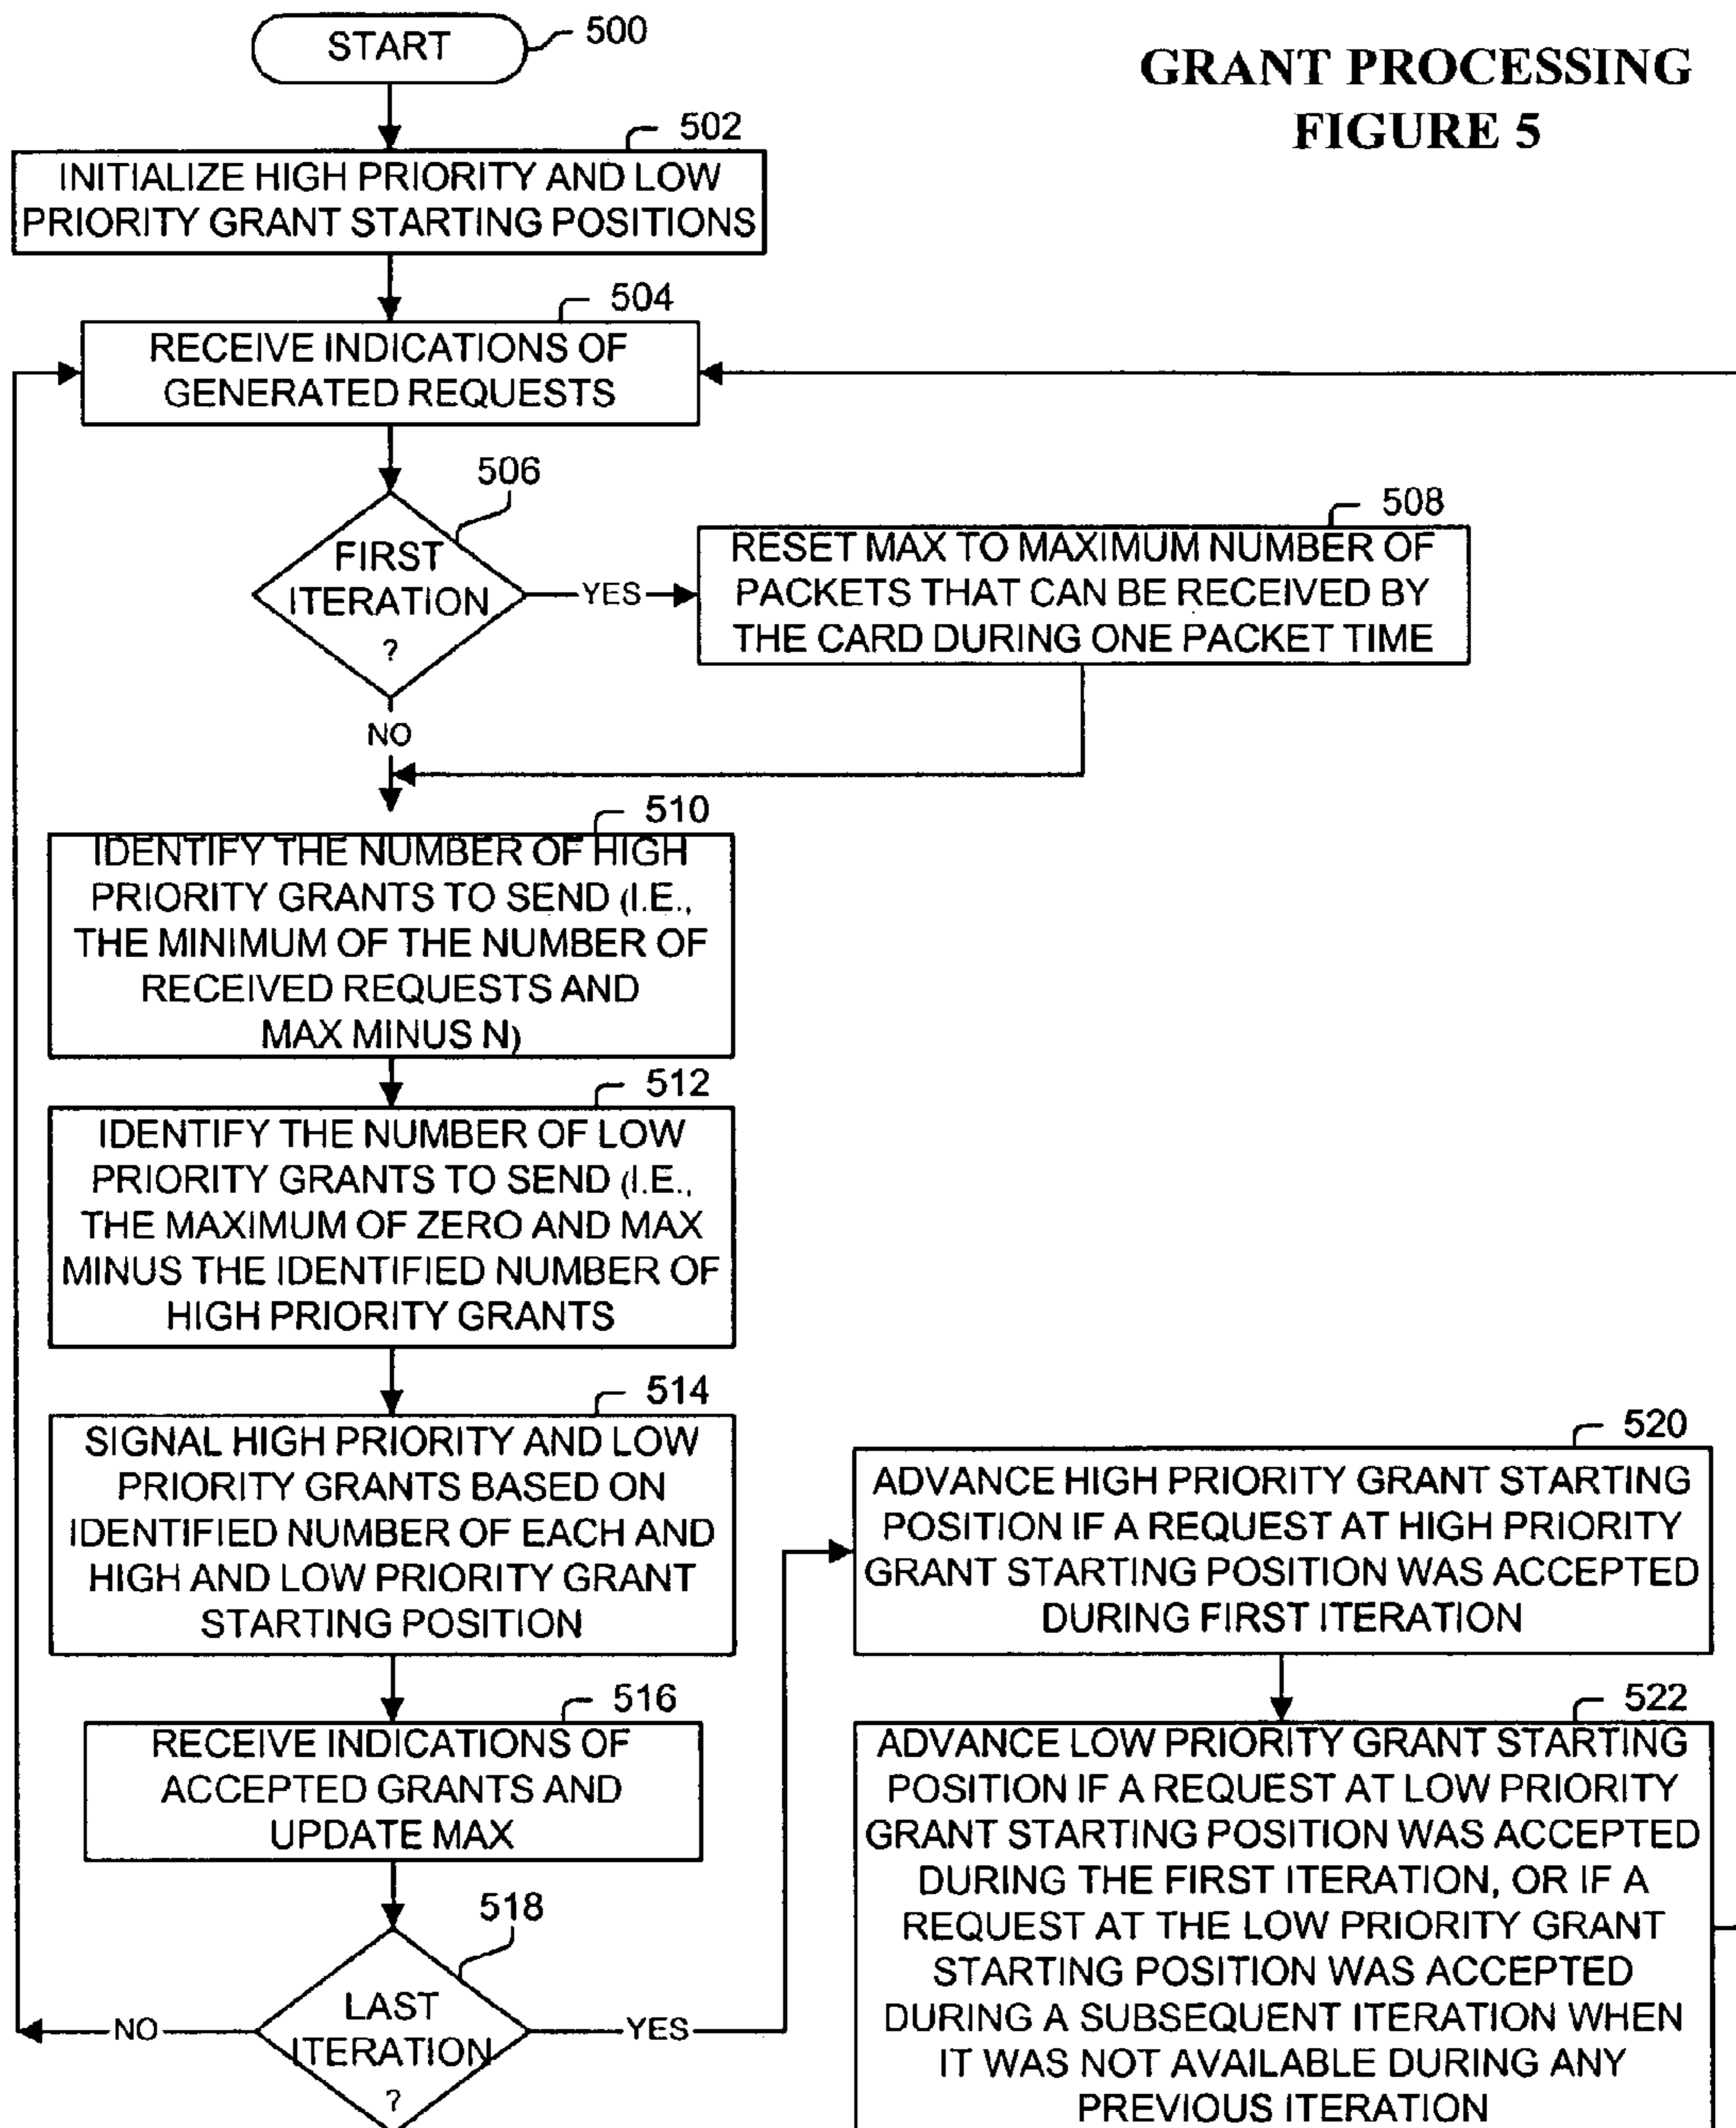 GRANT PROCESSING
FIGURE 5
START
500
502
INITIALIZE HIGH PRIORITY AND LOW
PRIORITY GRANT STARTING POSITIONS
504
RECEIVE INDICATIONS OF
GENERATED REQUESTS
506
FIRST
ITERATION
?
YES
NO
508
RESET MAX TO MAXIMUM NUMBER OF
PACKETS THAT CAN BE RECEIVED BY
THE CARD DURING ONE PACKET TIME
510
IDENTIFY THE NUMBER OF HIGH
PRIORITY GRANTS TO SEND (I.E.,
THE MINIMUM OF THE NUMBER OF
RECEIVED REQUESTS AND
MAX MINUS N)
512
IDENTIFY THE NUMBER OF LOW
PRIORITY GRANTS TO SEND (I.E.,
THE MAXIMUM OF ZERO AND MAX
MINUS THE IDENTIFIED NUMBER OF
HIGH PRIORITY GRANTS
514
SIGNAL HIGH PRIORITY AND LOW
PRIORITY GRANTS BASED ON
IDENTIFIED NUMBER OF EACH AND
HIGH AND LOW PRIORITY GRANT
STARTING POSITION
516
RECEIVE INDICATIONS OF
ACCEPTED GRANTS AND
UPDATE MAX
518
LAST
ITERATION
?
NO
YES
520
ADVANCE HIGH PRIORITY GRANT STARTING
POSITION IF A REQUEST AT HIGH PRIORITY
GRANT STARTING POSITION WAS ACCEPTED
DURING FIRST ITERATION
522
ADVANCE LOW PRIORITY GRANT STARTING
POSITION IF A REQUEST AT LOW PRIORITY
GRANT STARTING POSITION WAS ACCEPTED
DURING THE FIRST ITERATION, OR IF A
REQUEST AT THE LOW PRIORITY GRANT
STARTING POSITION WAS ACCEPTED
DURING A SUBSEQUENT ITERATION WHEN
IT WAS NOT AVAILABLE DURING ANY
PREVIOUS ITERATION